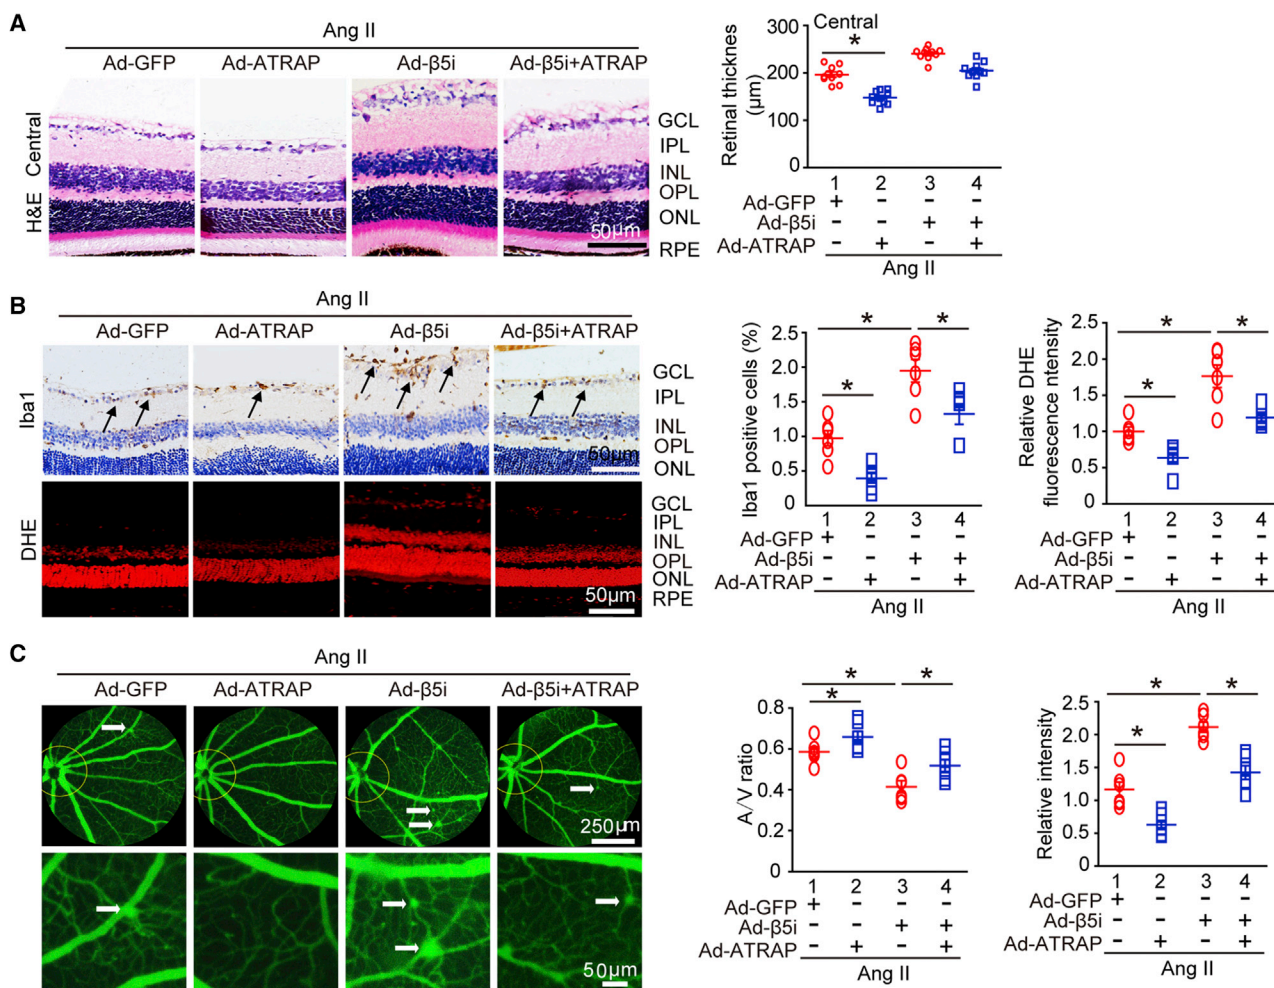 A
Ang II
Ad-GFP Ad-ATRAP Ad-β5i Ad-β5i+ATRAP
H&E Central
GCL
IPL
INL
OPL
ONL
RPE
50μm
Central
Retinal thicknes
(μm)
300
200
100
0
*
1 2 3 4
Ad-GFP + − − −
Ad-β5i − − + +
Ad-ATRAP − + − +
Ang II
B
Ang II
Ad-GFP Ad-ATRAP Ad-β5i Ad-β5i+ATRAP
Iba1
GCL
IPL
INL
OPL
ONL
50μm
DHE
GCL
IPL
INL
OPL
ONL
RPE
50μm
Iba1 positive cells (%)
2.5
2.0
1.5
1.0
0.5
0
* * *
1 2 3 4
Ad-GFP + − − −
Ad-β5i − − + +
Ad-ATRAP − + − +
Ang II
Relative DHE
fluorescence ntensity
2.5
2.0
1.5
1.0
0.5
0
* * *
1 2 3 4
Ad-GFP + − − −
Ad-β5i − − + +
Ad-ATRAP − + − +
Ang II
C
Ang II
Ad-GFP Ad-ATRAP Ad-β5i Ad-β5i+ATRAP
250μm
50μm
A/V ratio
0.8
0.6
0.4
0.2
0
* * *
1 2 3 4
Ad-GFP + − − −
Ad-β5i − − + +
Ad-ATRAP − + − +
Ang II
Relative intensity
2.5
2.0
1.5
1.0
0.5
0
* * *
1 2 3 4
Ad-GFP + − − −
Ad-β5i − − + +
Ad-ATRAP − + − +
Ang II